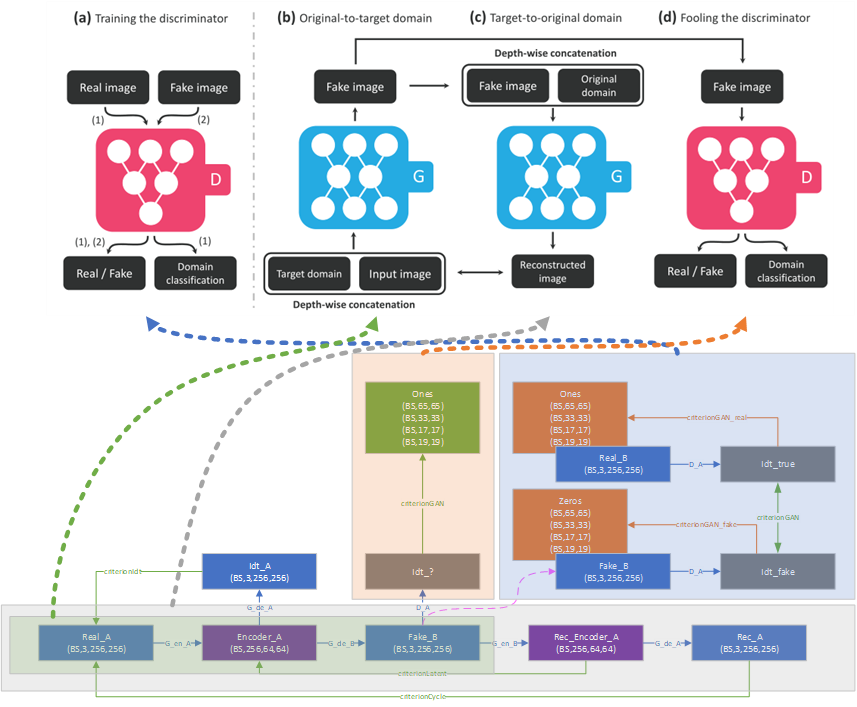 (a) Training the discriminator
(b) Original-to-target domain
(c) Target-to-original domain
(d) Fooling the discriminator
Depth-wise concatenation
Real image
Fake image
Fake image
Fake image
Original
domain
Fake image
(1)
(2)
D
G
G
D
(1), (2)
(1)
Real / Fake
Domain
classification
Target domain
Input image
Reconstructed
image
Real / Fake
Domain
classification
Depth-wise concatenation
Ones
(BS,65,65)
(BS,33,33)
(BS,17,17)
(BS,19,19)
Ones
(BS,65,65)
(BS,33,33)
(BS,17,17)
(BS,19,19)
criterionGAN_real
Real_B
(BS,3,256,256)
D_A
Idt_true
Zeros
(BS,65,65)
(BS,33,33)
(BS,17,17)
(BS,19,19)
criterionGAN
criterionGAN
criterionGAN_fake
Idt_A
(BS,3,256,256)
criterionIdt
Idt_?
Fake_B
(BS,3,256,256)
D_A
Idt_fake
G_de_A
D_A
Real_A
(BS,3,256,256)
G_en_A
Encoder_A
(BS,256,64,64)
G_de_B
Fake_B
(BS,3,256,256)
G_en_B
Rec_Encoder_A
(BS,256,64,64)
G_de_A
Rec_A
(BS,3,256,256)
criterionLatent
criterionCycle